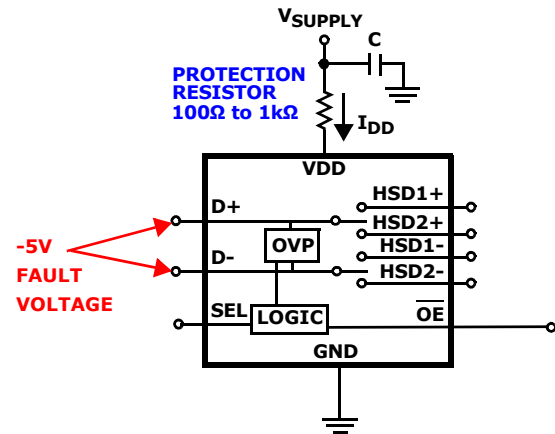 VSUPPLY
C
PROTECTION
RESISTOR
100Ω to 1kΩ
IDD
VDD
D+
HSD1+
HSD2+
OVP
HSD1-
D-
HSD2-
-5V
FAULT
VOLTAGE
SEL
LOGIC
OE
GND